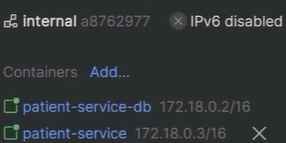 internal a8762977 IPv6 disabled
Containers Add...
patient-service-db 172.18.0.2/16
patient-service 172.18.0.3/16